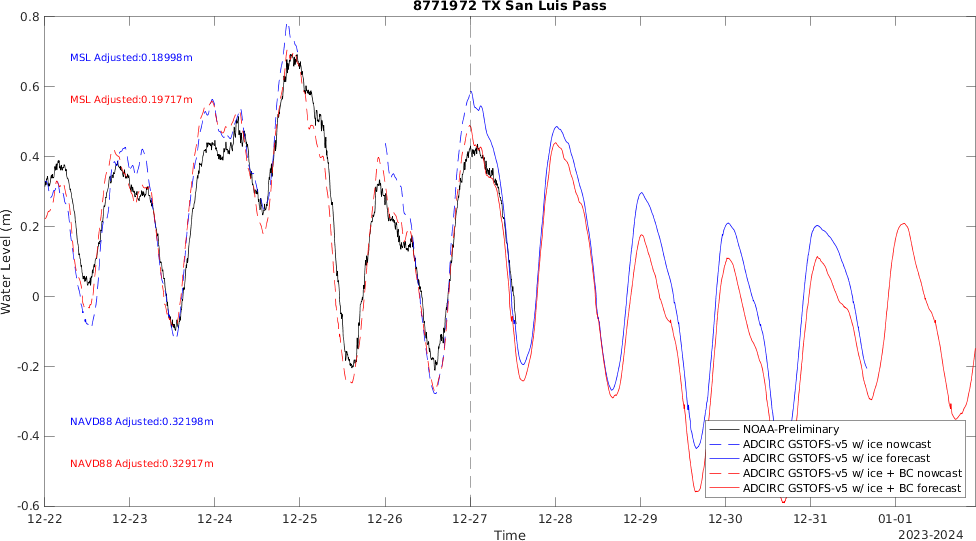 8771972 TX San Luis Pass
0.8
0.6
0.4
0.2
0
-0.2
-0.4
-0.6
Water Level (m)
MSL Adjusted:0.18998m
MSL Adjusted:0.19717m
NAVD88 Adjusted:0.32198m
NAVD88 Adjusted:0.32917m
NOAA-Preliminary
ADCIRC GSTOFS-v5 w/ ice nowcast
ADCIRC GSTOFS-v5 w/ ice forecast
ADCIRC GSTOFS-v5 w/ ice + BC nowcast
ADCIRC GSTOFS-v5 w/ ice + BC forecast
12-22 12-23 12-24 12-25 12-26 12-27 12-28 12-29 12-30 12-31 01-01
Time
2023-2024